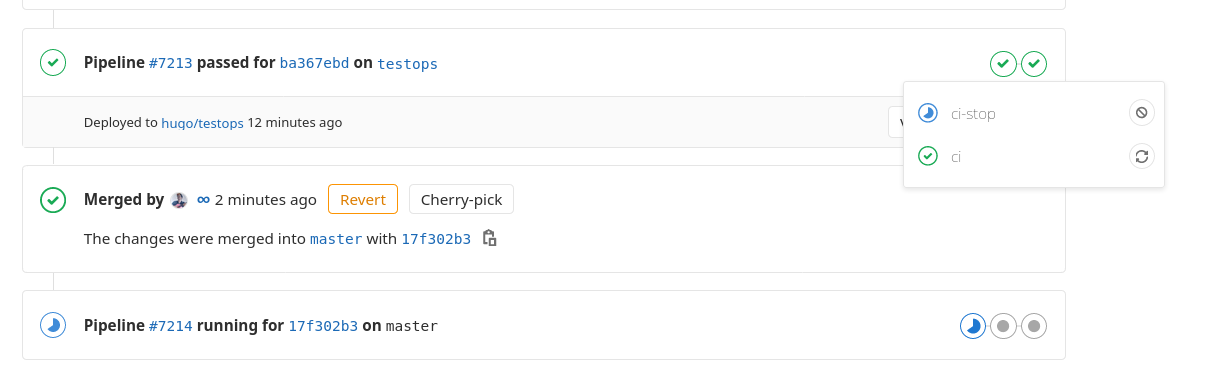 Pipeline #7213 passed for ba367ebd on testops
Deployed to hugo/testops 12 minutes ago
ci-stop
ci
Merged by ∞ 2 minutes ago Revert Cherry-pick
The changes were merged into master with 17f302b3
Pipeline #7214 running for 17f302b3 on master